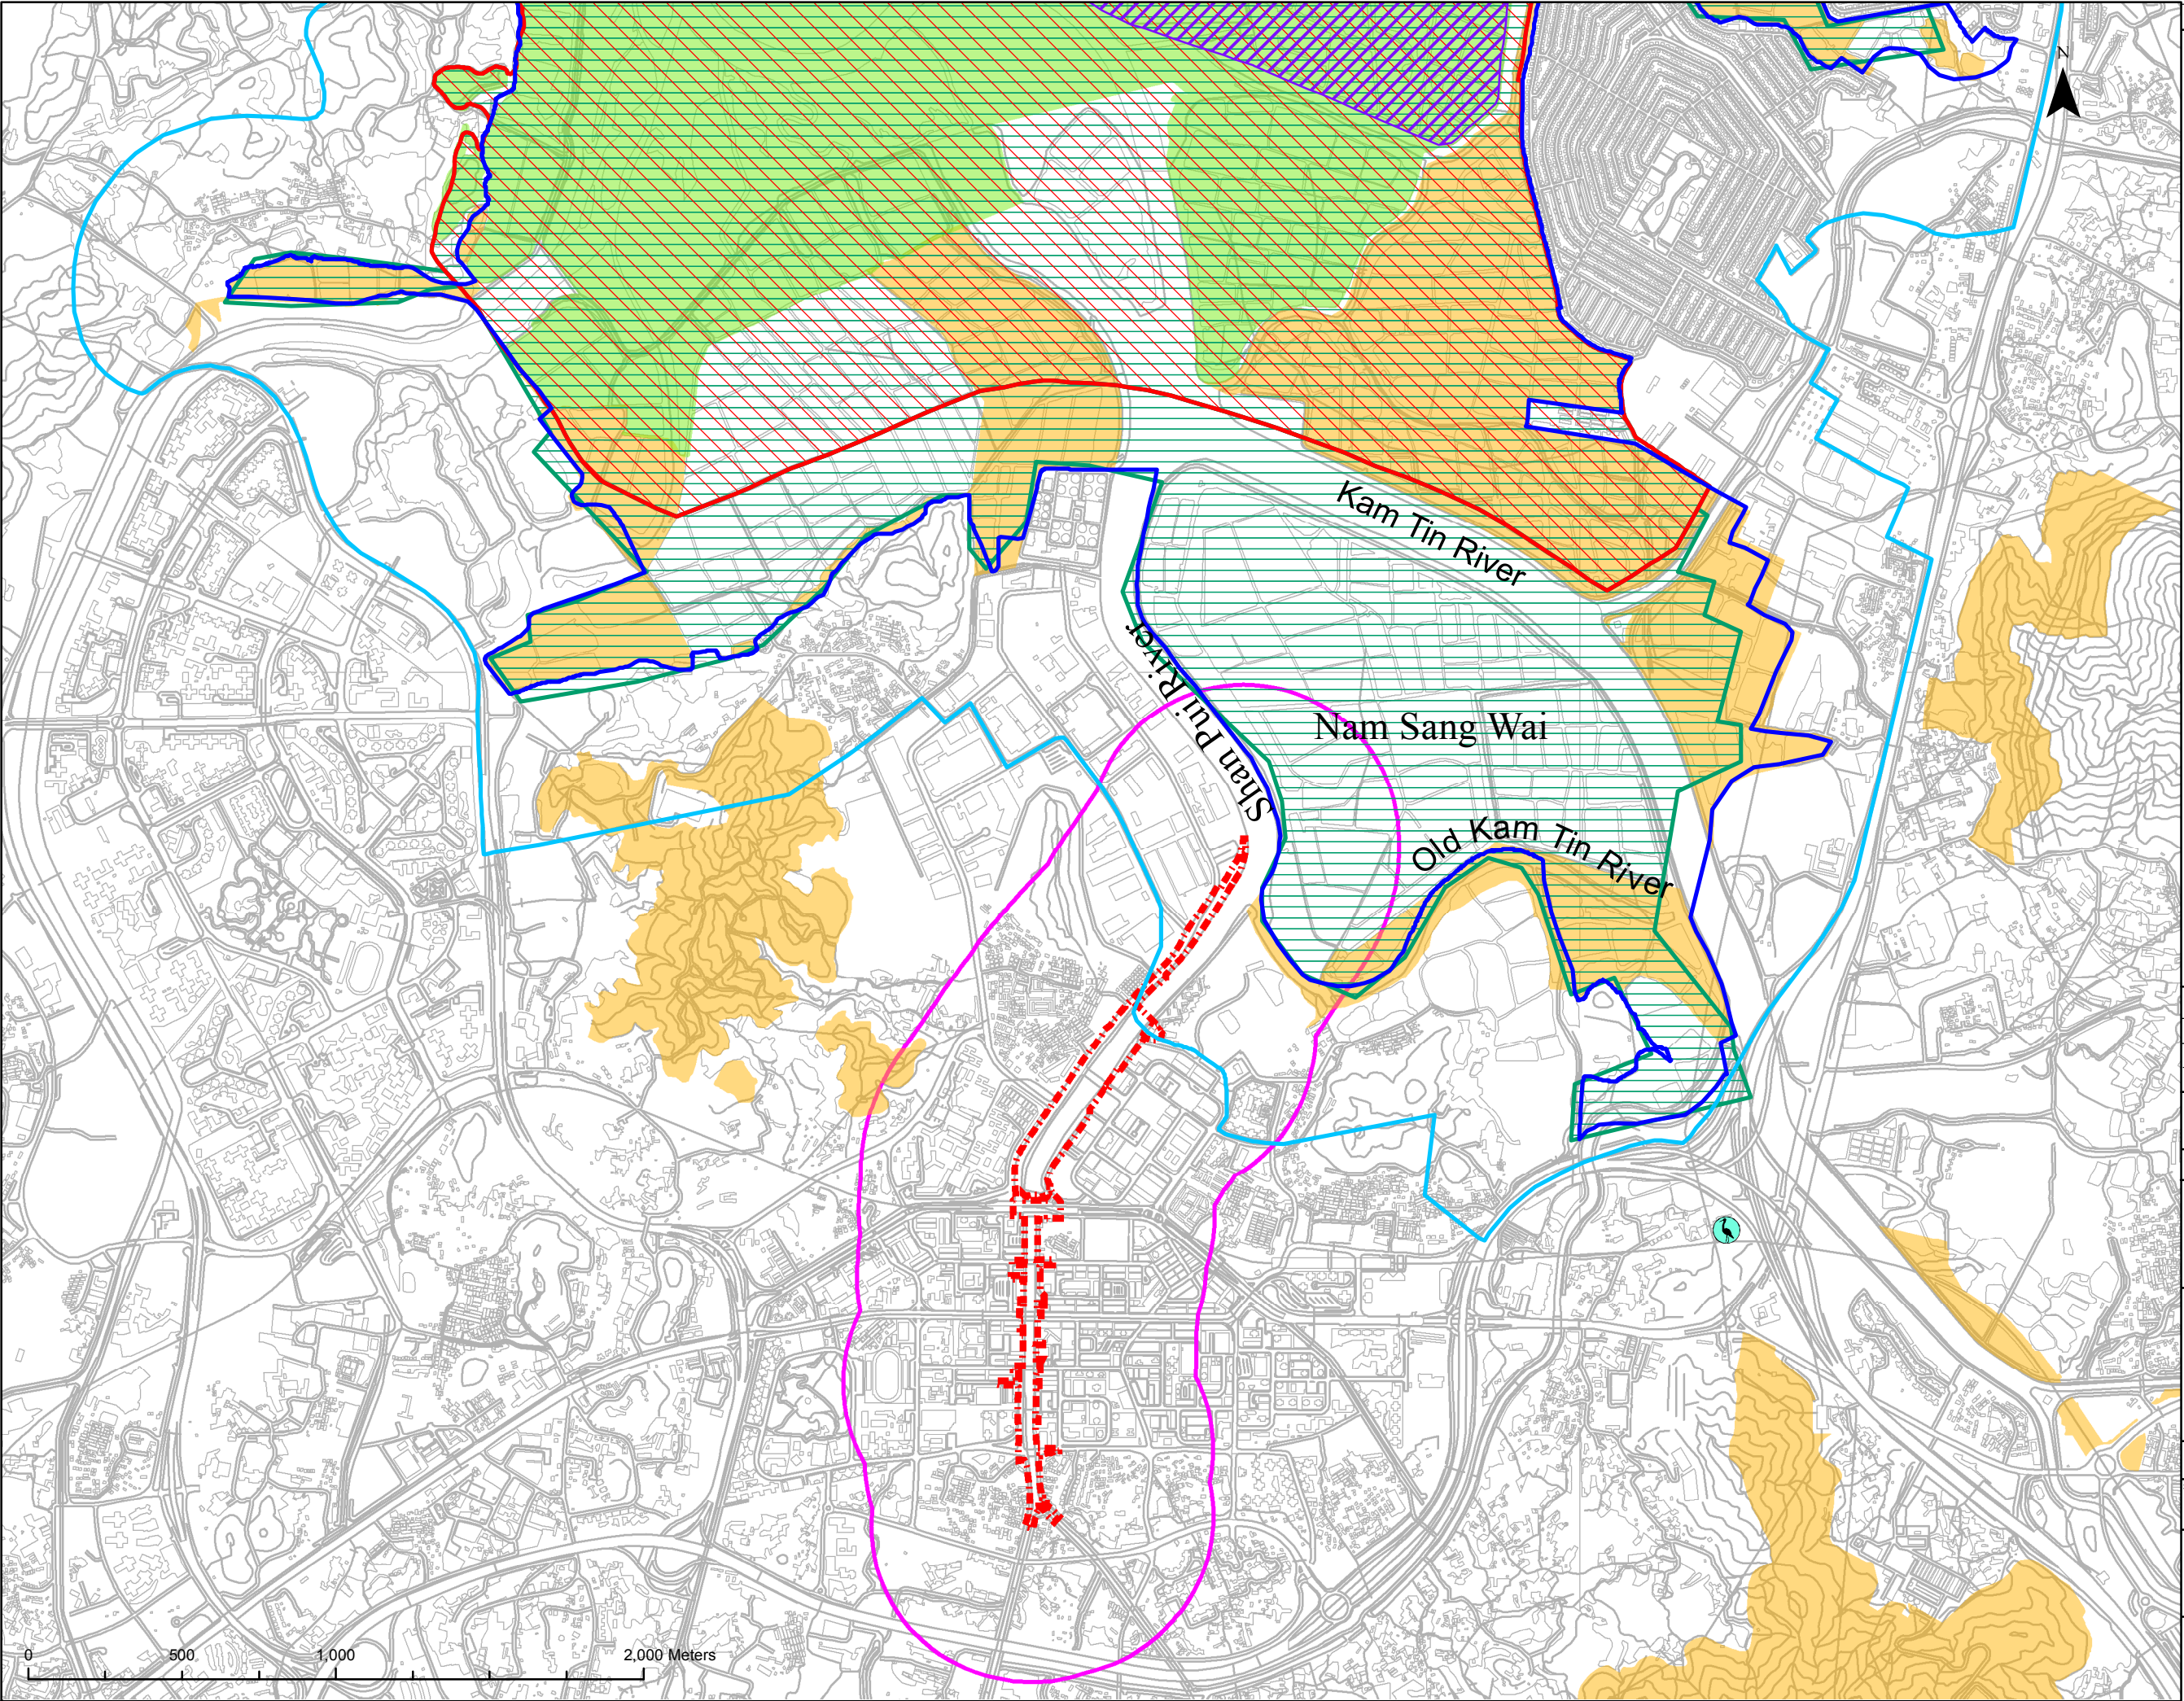 N
Kam Tin River
Shan Pui River
Nam Sang Wai
Old Kam Tin River
0 500 1,000 2,000 Meters